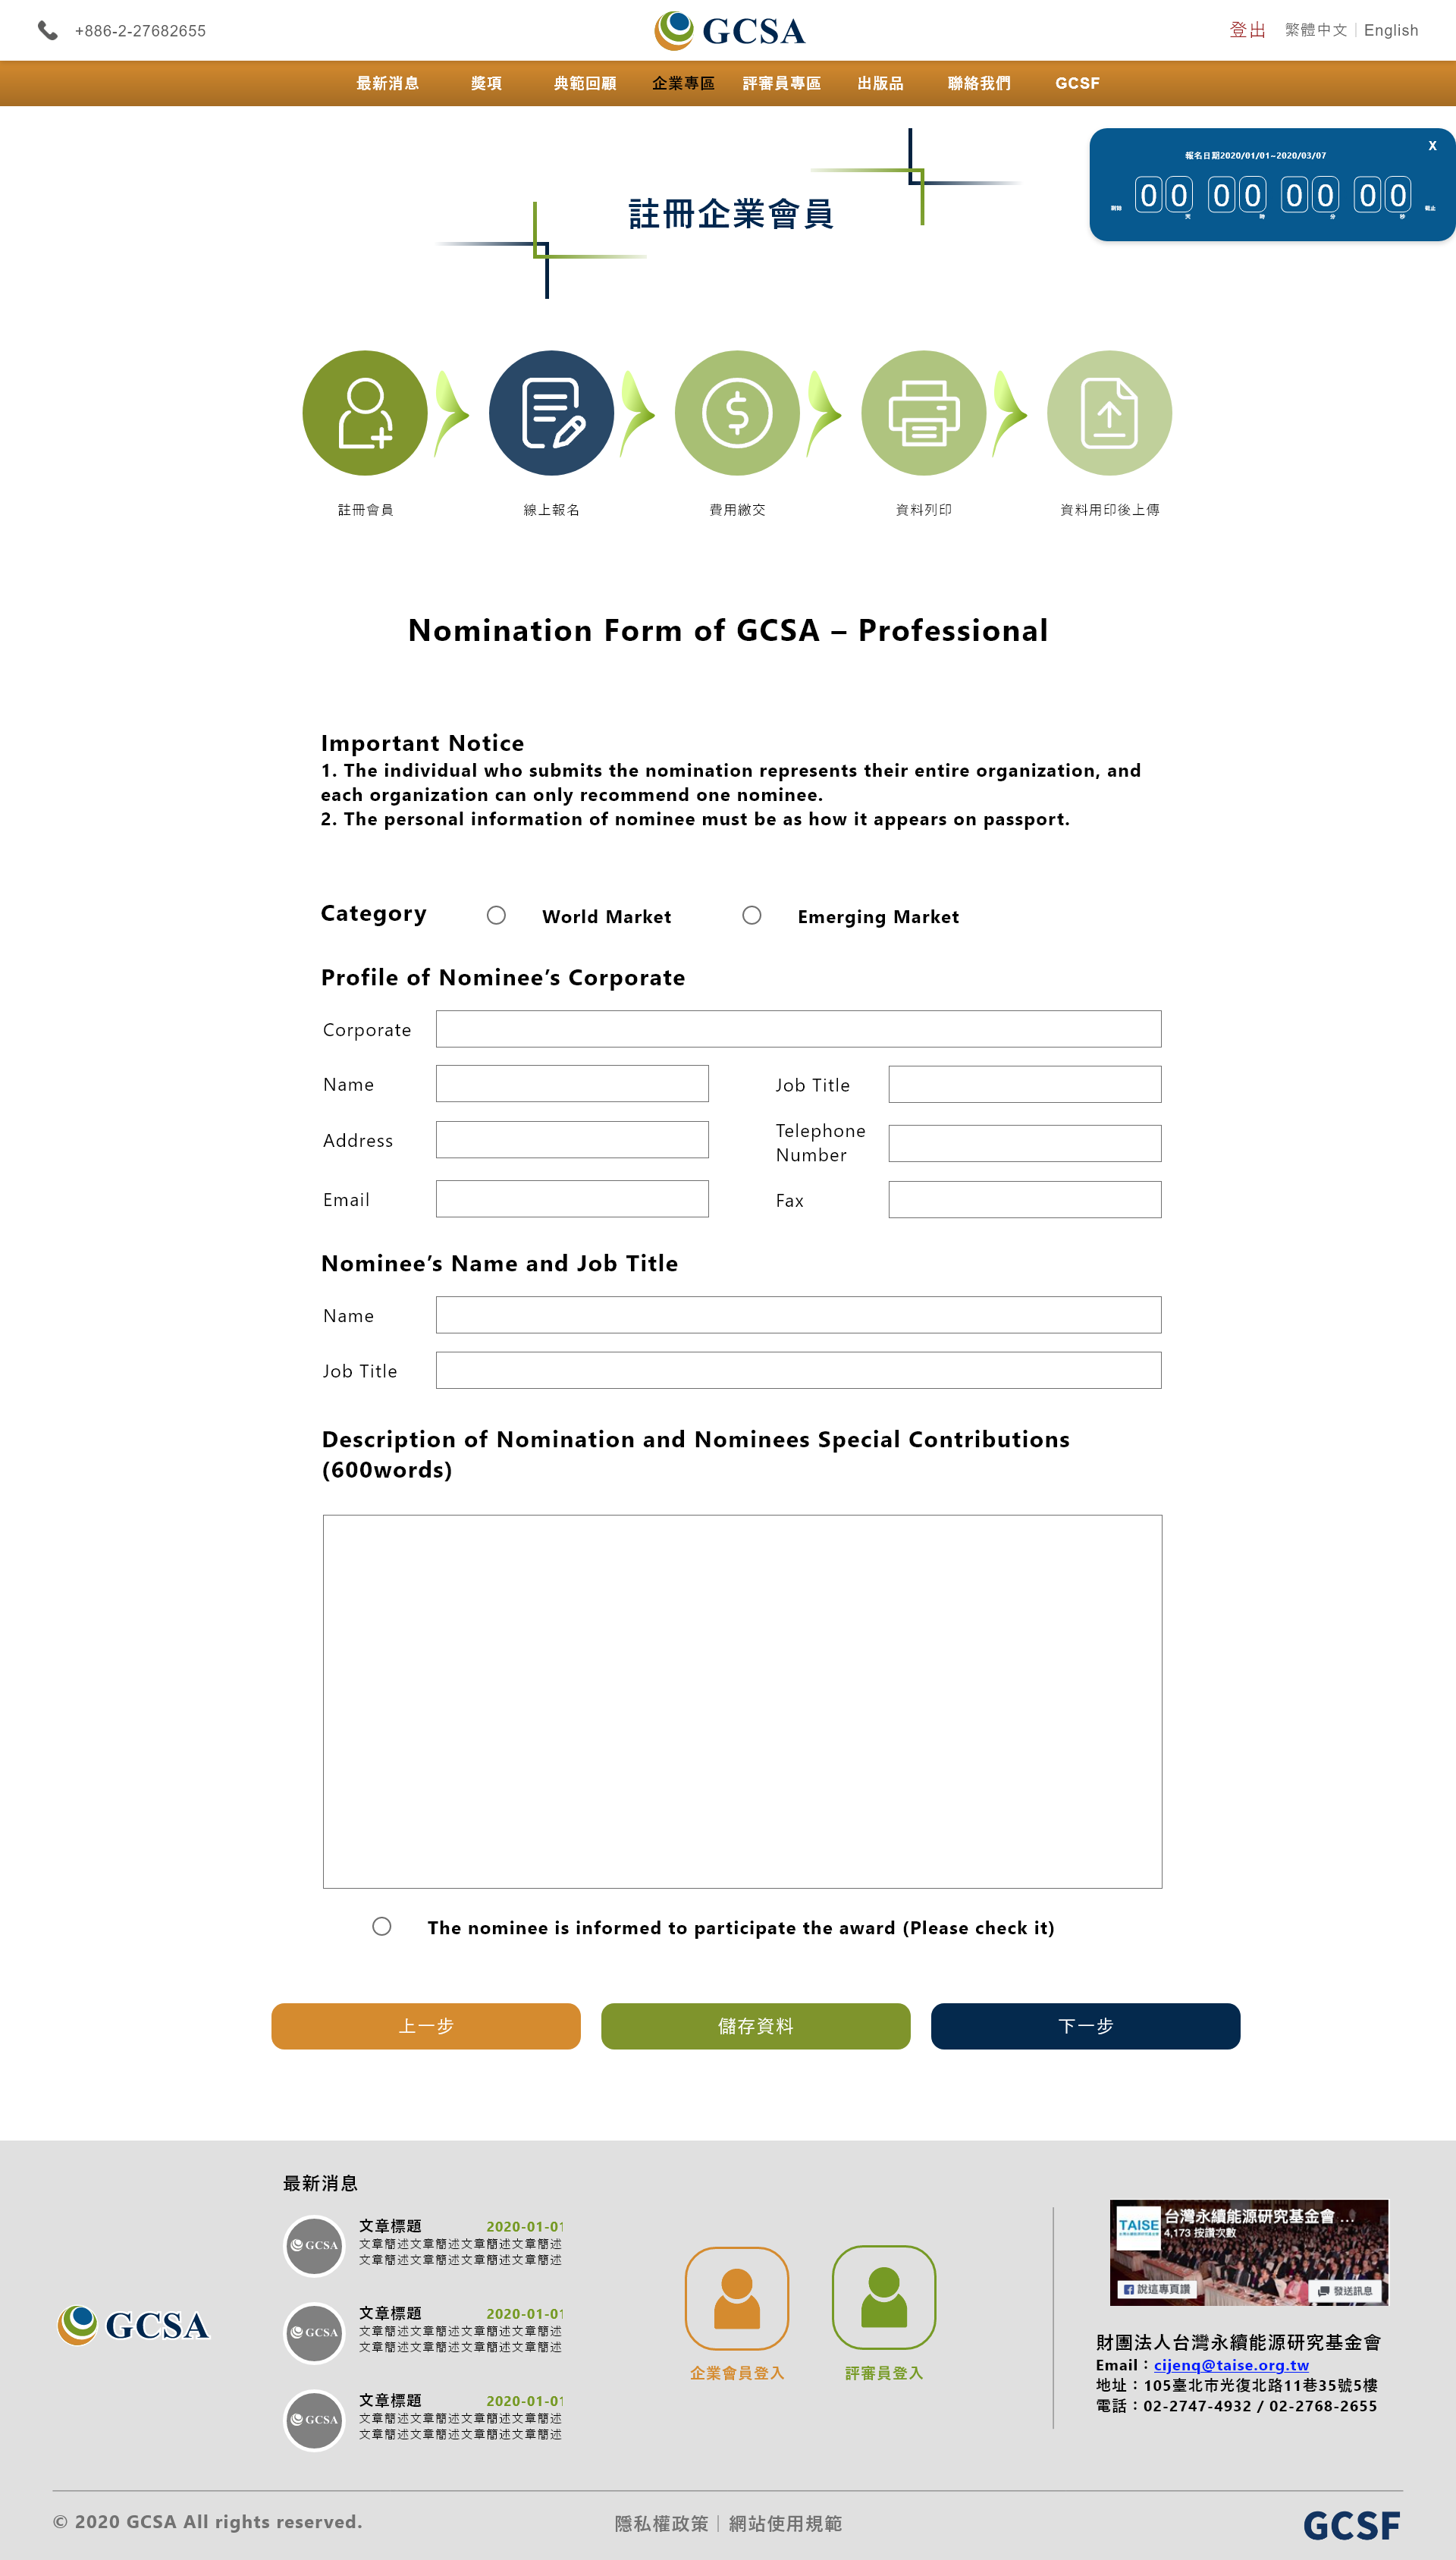 +886-2-27682655
GCSA
登出 繁體中文｜English
最新消息 獎項 典範回顧 企業專區 評審員專區 出版品 聯絡我們 GCSF
X
報名日期2020/01/01~2020/03/07
開始 00 00 00 00 截止
天 時 分 秒
註冊企業會員
註冊會員 線上報名 費用繳交 資料列印 資料用印後上傳
Nomination Form of GCSA – Professional
Important Notice
1. The individual who submits the nomination represents their entire organization, and
each organization can only recommend one nominee.
2. The personal information of nominee must be as how it appears on passport.
Category World Market Emerging Market
Profile of Nominee’s Corporate
Corporate
Name Job Title
Address Telephone
Number
Email Fax
Nominee’s Name and Job Title
Name
Job Title
Description of Nomination and Nominees Special Contributions
(600words)
The nominee is informed to participate the award (Please check it)
上一步 儲存資料 下一步
最新消息
GCSA 文章標題 2020-01-01
文章簡述文章簡述文章簡述文章簡述
文章簡述文章簡述文章簡述文章簡述
GCSA 文章標題 2020-01-01
文章簡述文章簡述文章簡述文章簡述
文章簡述文章簡述文章簡述文章簡述
GCSA 文章標題 2020-01-01
文章簡述文章簡述文章簡述文章簡述
文章簡述文章簡述文章簡述文章簡述
GCSA
企業會員登入 評審員登入
TAISE 台灣永續能源研究基金會 ...
4,173 按讚次數
說這專頁讚 發送訊息
財團法人台灣永續能源研究基金會
Email：cijenq@taise.org.tw
地址：105臺北市光復北路11巷35號5樓
電話：02-2747-4932 / 02-2768-2655
© 2020 GCSA All rights reserved.
隱私權政策｜網站使用規範
GCSF